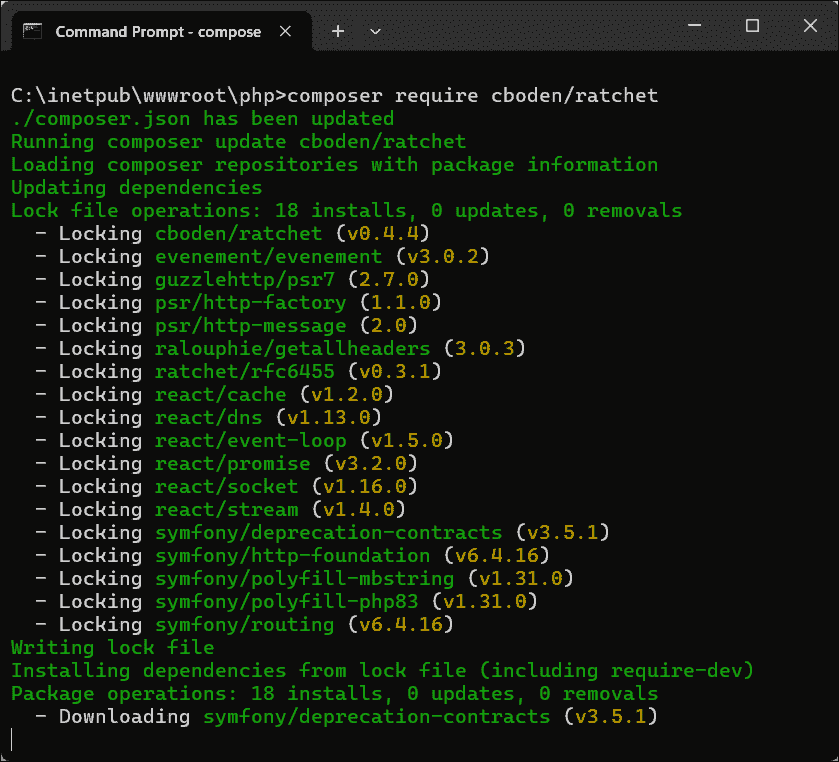 Command Prompt - compose
C:\inetpub\wwwroot\php>composer require cboden/ratchet
./composer.json has been updated
Running composer update cboden/ratchet
Loading composer repositories with package information
Updating dependencies
Lock file operations: 18 installs, 0 updates, 0 removals
  - Locking cboden/ratchet (v0.4.4)
  - Locking evenement/evenement (v3.0.2)
  - Locking guzzlehttp/psr7 (2.7.0)
  - Locking psr/http-factory (1.1.0)
  - Locking psr/http-message (2.0)
  - Locking ralouphie/getallheaders (3.0.3)
  - Locking ratchet/rfc6455 (v0.3.1)
  - Locking react/cache (v1.2.0)
  - Locking react/dns (v1.13.0)
  - Locking react/event-loop (v1.5.0)
  - Locking react/promise (v3.2.0)
  - Locking react/socket (v1.16.0)
  - Locking react/stream (v1.4.0)
  - Locking symfony/deprecation-contracts (v3.5.1)
  - Locking symfony/http-foundation (v6.4.16)
  - Locking symfony/polyfill-mbstring (v1.31.0)
  - Locking symfony/polyfill-php83 (v1.31.0)
  - Locking symfony/routing (v6.4.16)
Writing lock file
Installing dependencies from lock file (including require-dev)
Package operations: 18 installs, 0 updates, 0 removals
  - Downloading symfony/deprecation-contracts (v3.5.1)